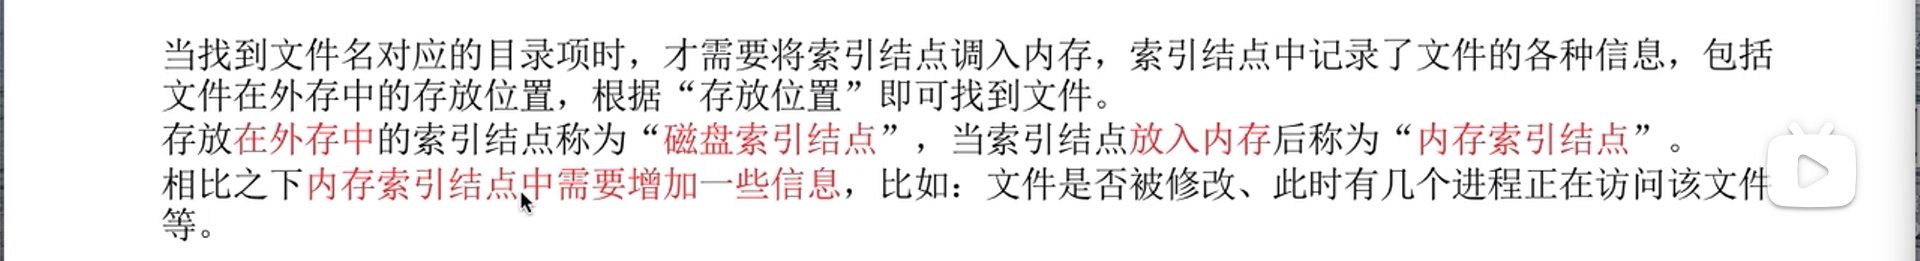 当找到文件名对应的目录项时，才需要将索引结点调入内存，索引结点中记录了文件的各种信息，包括
文件在外存中的存放位置，根据“存放位置”即可找到文件。
存放在外存中的索引结点称为“磁盘索引结点”，当索引结点放入内存后称为“内存索引结点”。
相比之下内存索引结点中需要增加一些信息，比如：文件是否被修改、此时有几个进程正在访问该文件
等。